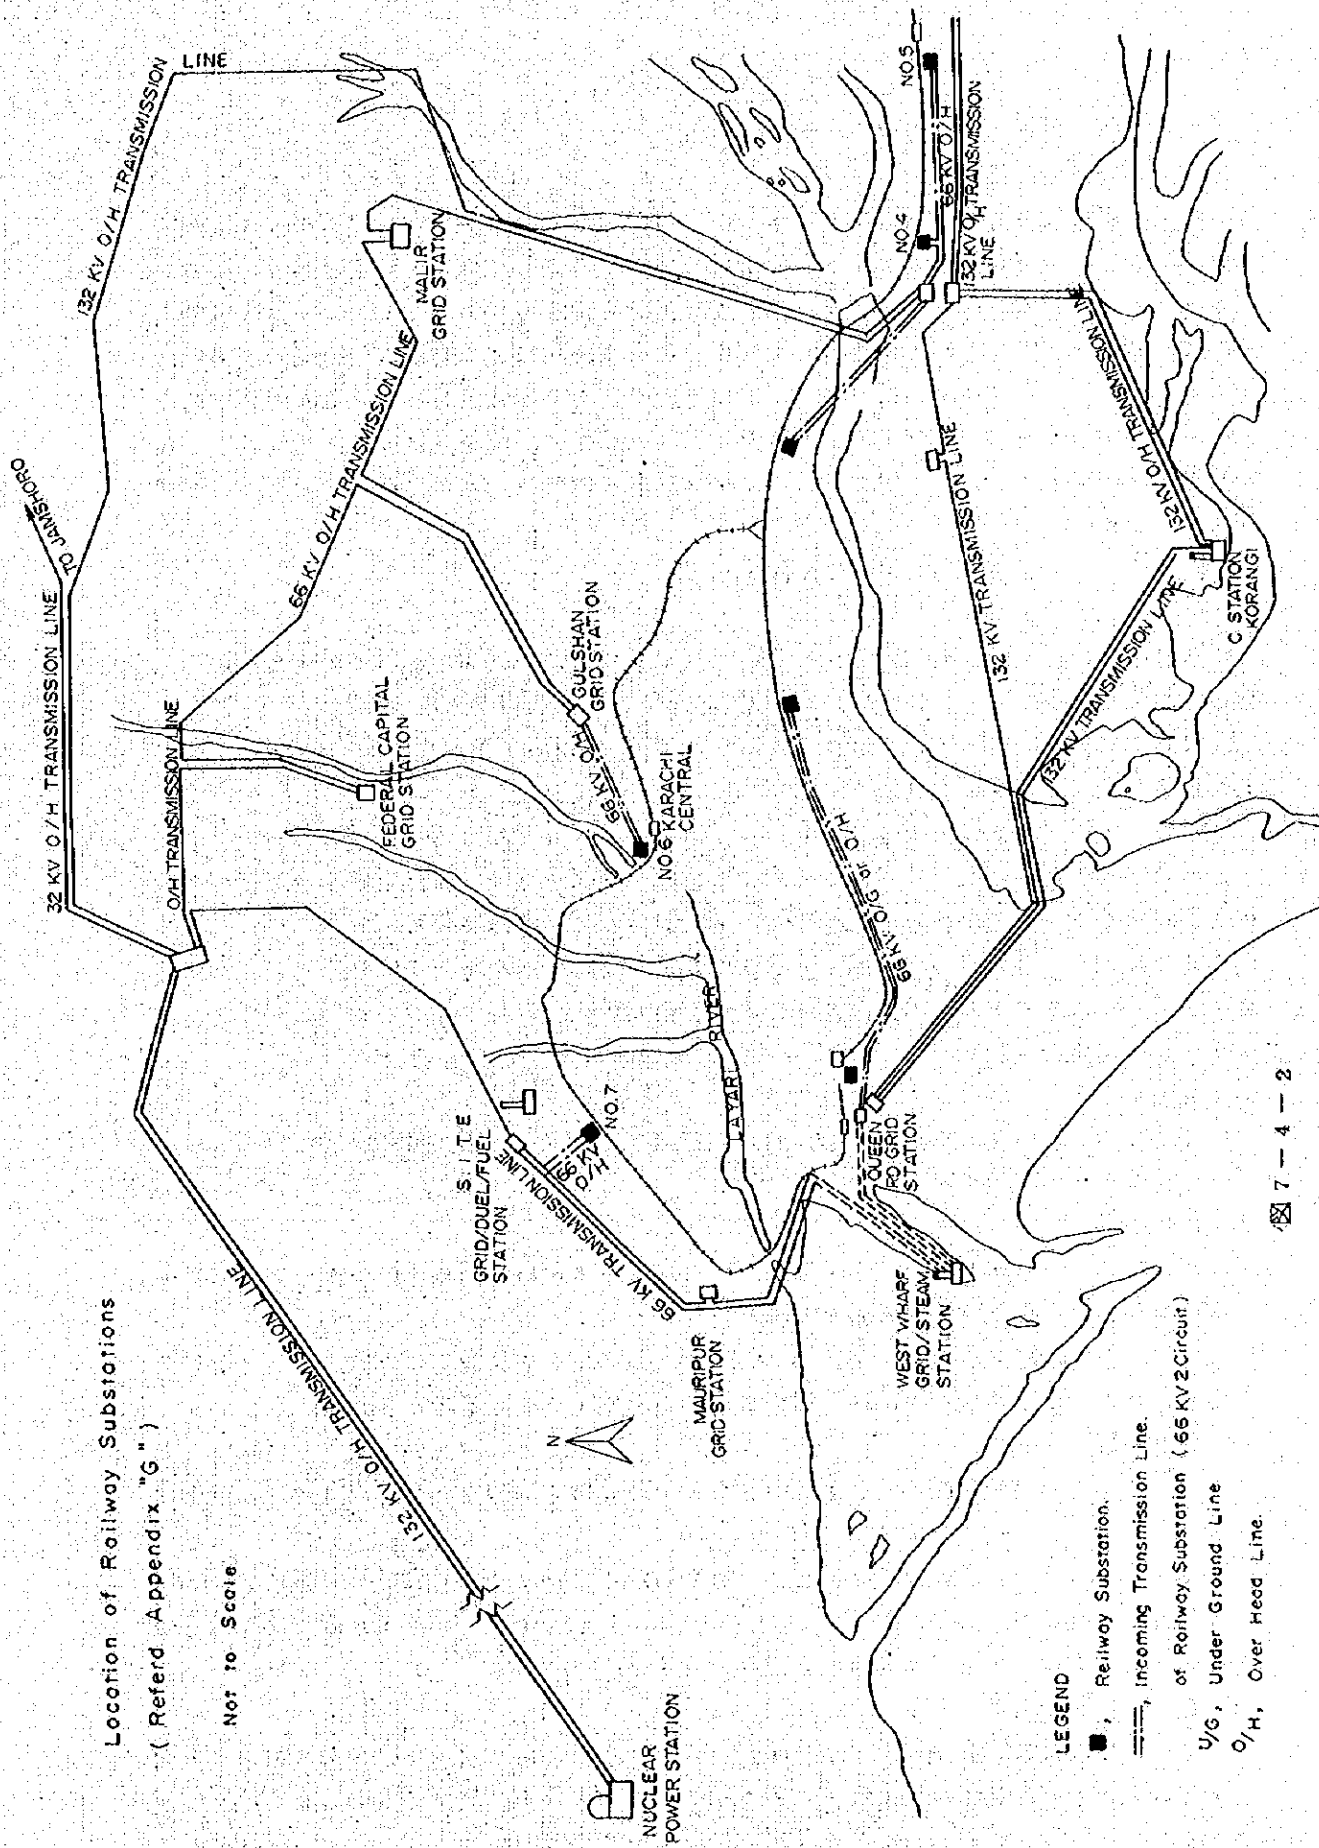 Location of Railway Substations
( Referd Appendix "G" )
Not to Scale
TO JAMSHORO
32 KV O/H TRANSMISSION LINE
132 KV O/H TRANSMISSION LINE
O/H TRANSMISSION LINE
66 KV O/H TRANSMISSION LINE
MALIR
GRID STATION
FEDERAL CAPITAL
GRID STATION
GULSHAN
GRID STATION
66 KV O/H
NO.6 KARACHI
CENTRAL
132 KV O/H TRANSMISSION LINE
NUCLEAR
POWER STATION
S. I T E
GRID/DUEL/FUEL
STATION
66 KV TRANSMISSION LINE
66 KV
O/H
NO.7
N
MAURIPUR
GRID STATION
LAYARI RIVER
WEST WHARF
GRID/STEAM
STATION
QUEEN
RD GRID
STATION
66 KV O/G or O/H
NO.4
NO.5
66 KV O/H
132 KV O/H TRANSMISSION
LINE
132 KV TRANSMISSION LINE
132 KV TRANSMISSION LINE
132 KV O/H TRANSMISSION LINE
C STATION
KORANGI
LEGEND
■, Railway Substation.
, Incoming Transmission Line.
of Railway Substation ( 66 KV 2 Circuit )
U/G, Under Ground Line
O/H, Over Head Line.
図 7 — 4 — 2